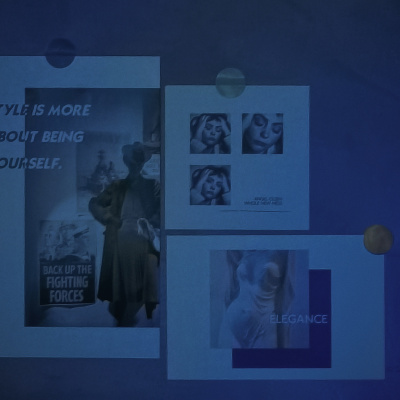 TYLE IS MORE
BOUT BEING
OURSELF.
BACK UP THE
FIGHTING
FORCES
ELEGANCE